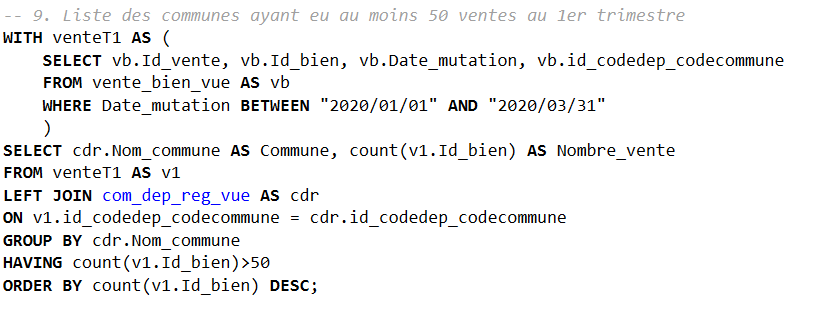 -- 9. Liste des communes ayant eu au moins 50 ventes au 1er trimestre
WITH venteT1 AS (
    SELECT vb.Id_vente, vb.Id_bien, vb.Date_mutation, vb.id_codedep_codecommune
    FROM vente_bien_vue AS vb
    WHERE Date_mutation BETWEEN "2020/01/01" AND "2020/03/31"
    )
SELECT cdr.Nom_commune AS Commune, count(v1.Id_bien) AS Nombre_vente
FROM venteT1 AS v1
LEFT JOIN com_dep_reg_vue AS cdr
ON v1.id_codedep_codecommune = cdr.id_codedep_codecommune
GROUP BY cdr.Nom_commune
HAVING count(v1.Id_bien)>50
ORDER BY count(v1.Id_bien) DESC;